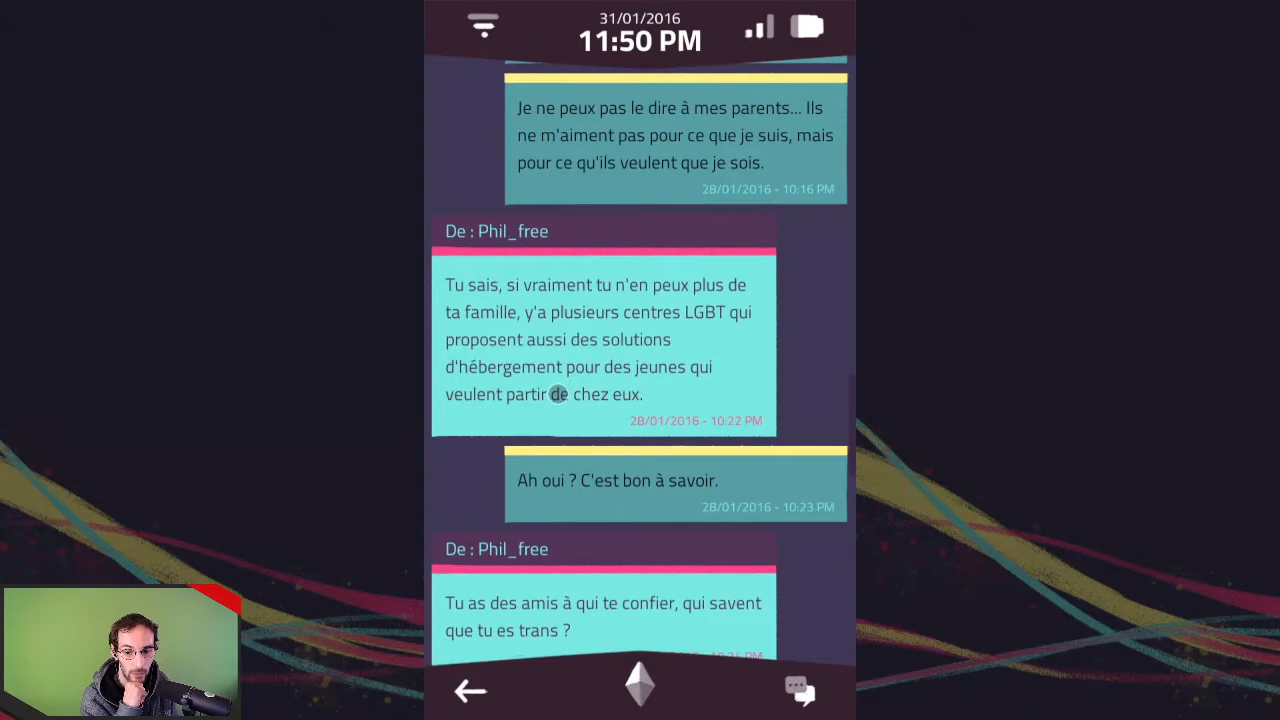 31/01/2016
11:50 PM
Je ne peux pas le dire à mes parents... Ils
ne m'aiment pas pour ce que je suis, mais
pour ce qu'ils veulent que je sois.
28/01/2016 - 10:16 PM
De : Phil_free
Tu sais, si vraiment tu n'en peux plus de
ta famille, y'a plusieurs centres LGBT qui
proposent aussi des solutions
d'hébergement pour des jeunes qui
veulent partir de chez eux.
28/01/2016 - 10:22 PM
Ah oui ? C'est bon à savoir.
28/01/2016 - 10:23 PM
De : Phil_free
Tu as des amis à qui te confier, qui savent
que tu es trans ?